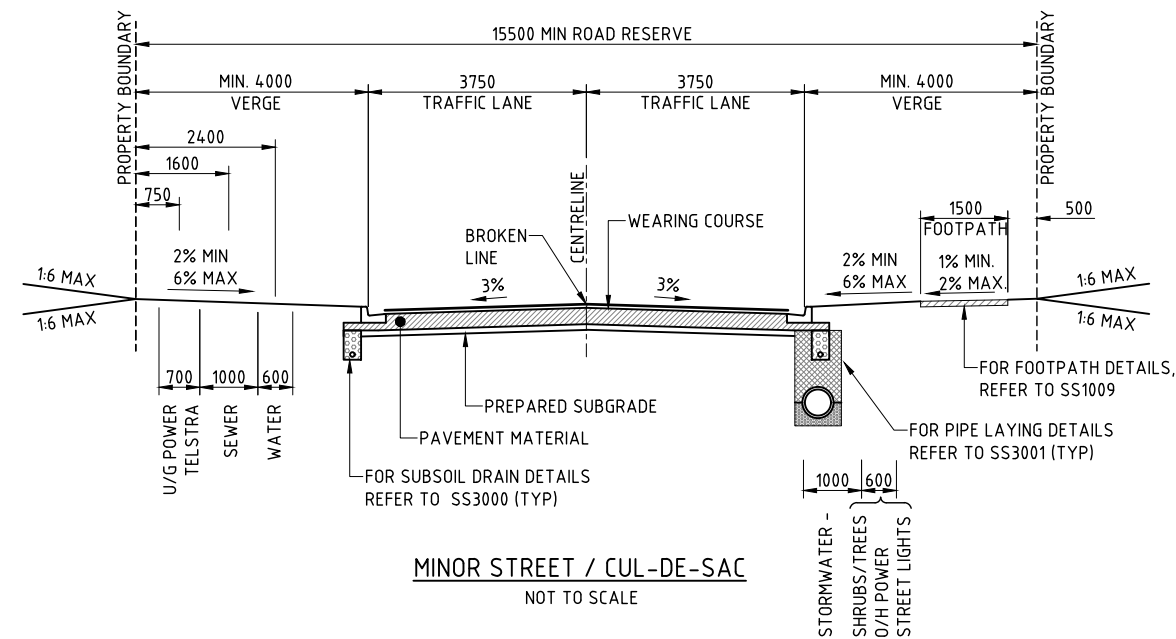 15500 MIN ROAD RESERVE
PROPERTY BOUNDARY
PROPERTY BOUNDARY
MIN. 4000
VERGE
3750
TRAFFIC LANE
3750
TRAFFIC LANE
MIN. 4000
VERGE
2400
1600
750
CENTRELINE
1500
FOOTPATH
500
BROKEN
LINE
WEARING COURSE
2% MIN
6% MAX
3%
3%
2% MIN
6% MAX
1% MIN.
2% MAX.
1:6 MAX
1:6 MAX
1:6 MAX
1:6 MAX
700
1000
600
U/G POWER
TELSTRA
SEWER
WATER
PREPARED SUBGRADE
PAVEMENT MATERIAL
FOR SUBSOIL DRAIN DETAILS
REFER TO SS3000 (TYP)
FOR FOOTPATH DETAILS,
REFER TO SS1009
FOR PIPE LAYING DETAILS
REFER TO SS3001 (TYP)
1000
600
STORMWATER -
SHRUBS/TREES
O/H POWER
STREET LIGHTS
MINOR STREET / CUL-DE-SAC
NOT TO SCALE